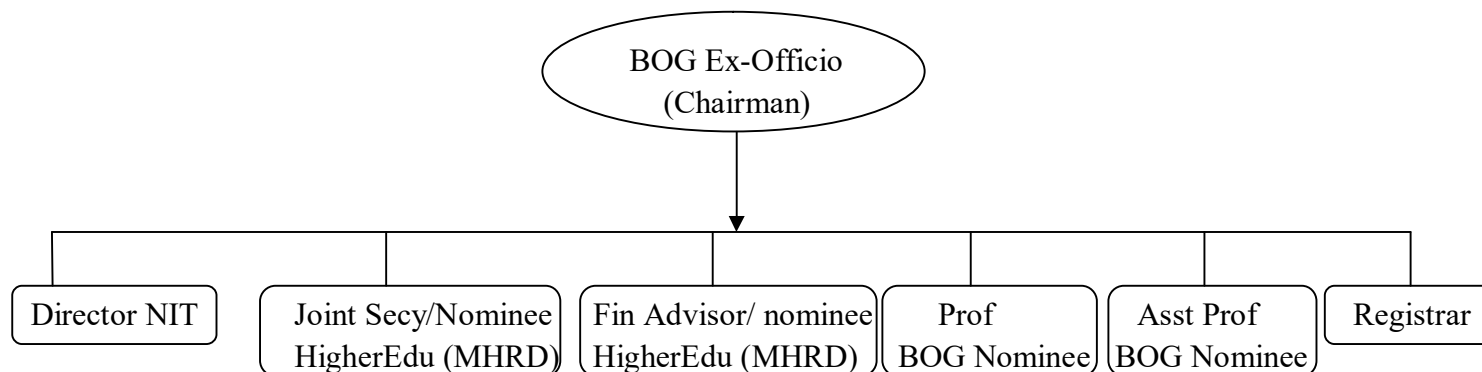 BOG Ex-Officio
(Chairman)
Director NIT
Joint Secy/Nominee
HigherEdu (MHRD)
Fin Advisor/ nominee
HigherEdu (MHRD)
Prof
BOG Nominee
Asst Prof
BOG Nominee
Registrar